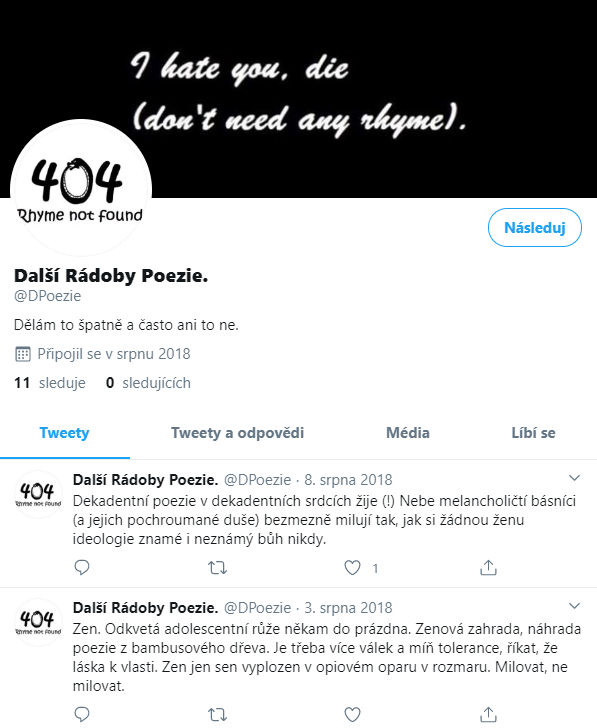 I hate you, die
(don't need any rhyme).
404
Rhyme not found
Následuj
Další Rádoby Poezie.
@DPoezie
Dělám to špatně a často ani to ne.
Připojil se v srpnu 2018
11 sleduje 0 sledujících
Tweety Tweety a odpovědi Média Líbí se
404
Rhyme not found
Další Rádoby Poezie. @DPoezie · 8. srpna 2018
Dekadentní poezie v dekadentních srdcích žije (!) Nebe melancholičtí básníci
(a jejich pochroumané duše) bezmezně milují tak, jak si žádnou ženu
ideologie znamé i neznámý bůh nikdy.
1
404
Rhyme not found
Další Rádoby Poezie. @DPoezie · 3. srpna 2018
Zen. Odkvetá adolescentní růže někam do prázdna. Zenová zahrada, náhrada
poezie z bambusového dřeva. Je třeba více válek a míň tolerance, říkat, že
láska k vlasti. Zen jen sen vyplozen v opiovém oparu v rozmaru. Milovat, ne
milovat.